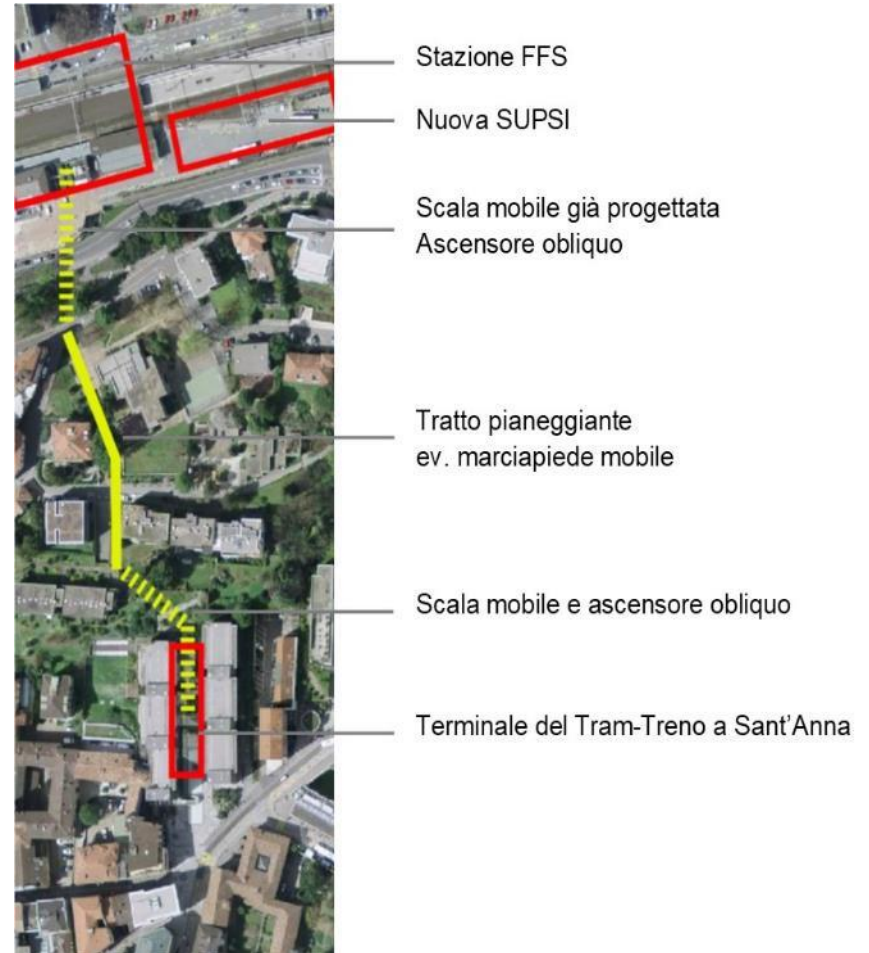 Stazione FFS
Nuova SUPSI
Scala mobile già progettata
Ascensore obliquo
Tratto pianeggiante
ev. marciapiede mobile
Scala mobile e ascensore obliquo
Terminale del Tram-Treno a Sant'Anna